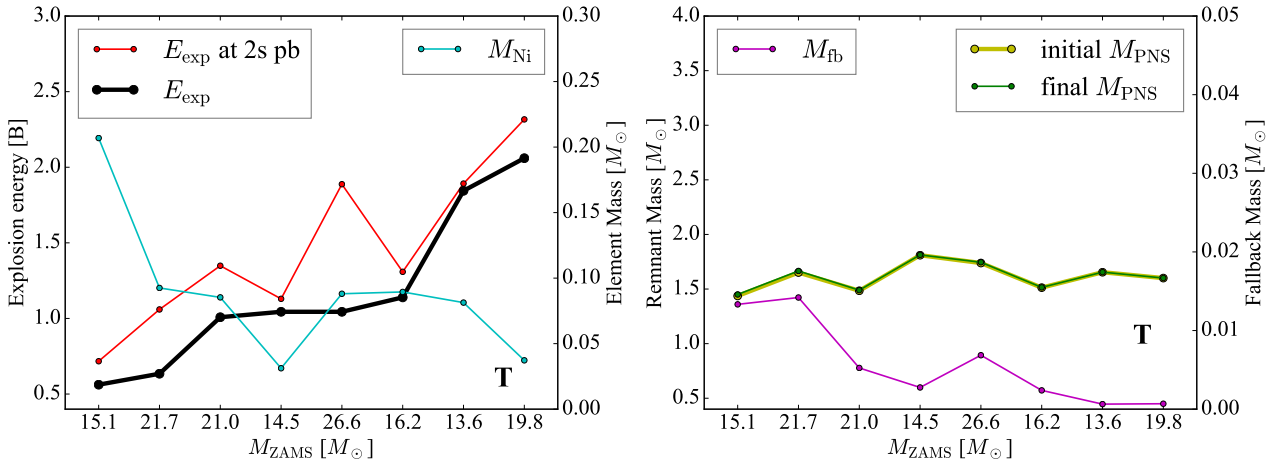 3.0
2.5
2.0
1.5
1.0
0.5
Explosion energy [B]
E_exp at 2s pb
E_exp
M_Ni
0.30
0.25
0.20
0.15
0.10
0.05
0.00
Element Mass [M_⊙]
T
15.1 21.7 21.0 14.5 26.6 16.2 13.6 19.8
M_ZAMS [M_⊙]
4.0
3.5
3.0
2.5
2.0
1.5
1.0
0.5
Remnant Mass [M_⊙]
M_fb
initial M_PNS
final M_PNS
0.05
0.04
0.03
0.02
0.01
0.00
Fallback Mass [M_⊙]
T
15.1 21.7 21.0 14.5 26.6 16.2 13.6 19.8
M_ZAMS [M_⊙]